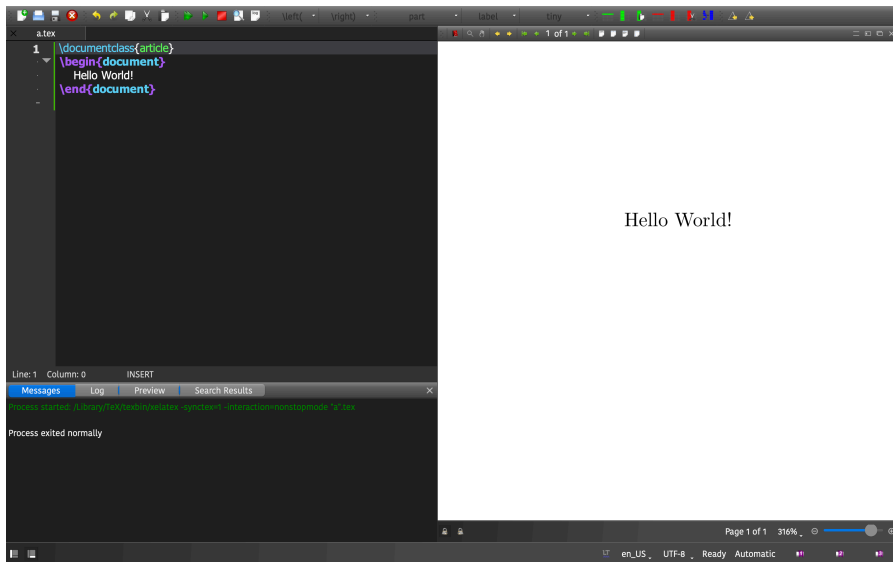 \left( \right) part label tiny
a.tex
1 of 1
1 \documentclass{article}
\begin{document}
Hello World!
\end{document}
Hello World!
Line: 1 Column: 0 INSERT
Messages Log Preview Search Results
Process started: /Library/TeX/texbin/xelatex -synctex=1 -interaction=nonstopmode "a".tex
Process exited normally
Page 1 of 1 316%
LT en_US UTF-8 Ready Automatic